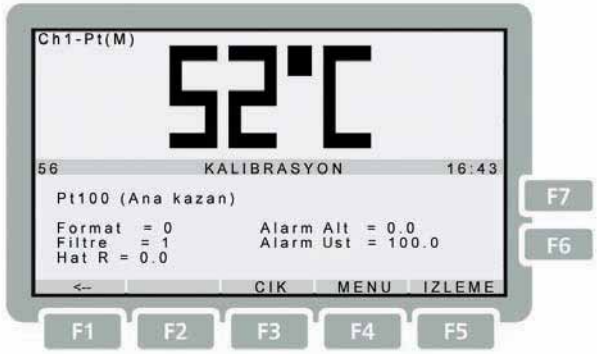 Ch1-Pt(M)
52°C
56 KALIBRASYON 16:43
Pt100 (Ana kazan)
Format = 0 Alarm Alt = 0.0
Filtre = 1 Alarm Ust = 100.0
Hat R = 0.0
<-- CIK MENU IZLEME
F7
F6
F1 F2 F3 F4 F5